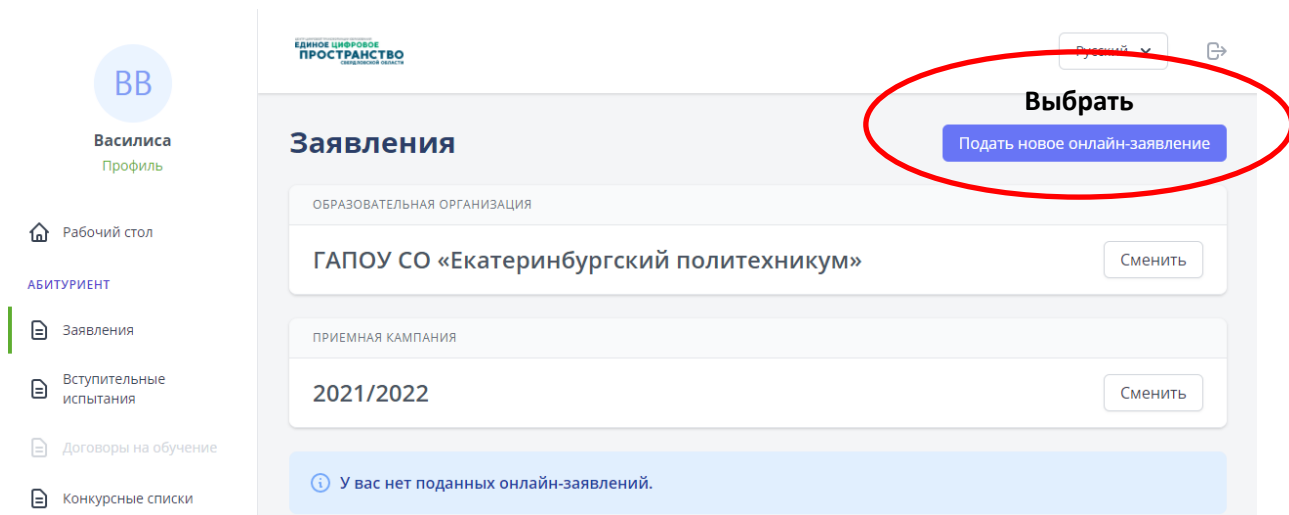 ВВ
Василиса
Профиль
Рабочий стол
АБИТУРИЕНТ
Заявления
Вступительные
испытания
Договоры на обучение
Конкурсные списки
ЕДИНОЕ ЦИФРОВОЕ
ПРОСТРАНСТВО
СВЕРДЛОВСКОЙ ОБЛАСТИ
Русский
Выбрать
Заявления
Подать новое онлайн-заявление
ОБРАЗОВАТЕЛЬНАЯ ОРГАНИЗАЦИЯ
ГАПОУ СО «Екатеринбургский политехникум»
Сменить
ПРИЕМНАЯ КАМПАНИЯ
2021/2022
Сменить
У вас нет поданных онлайн-заявлений.